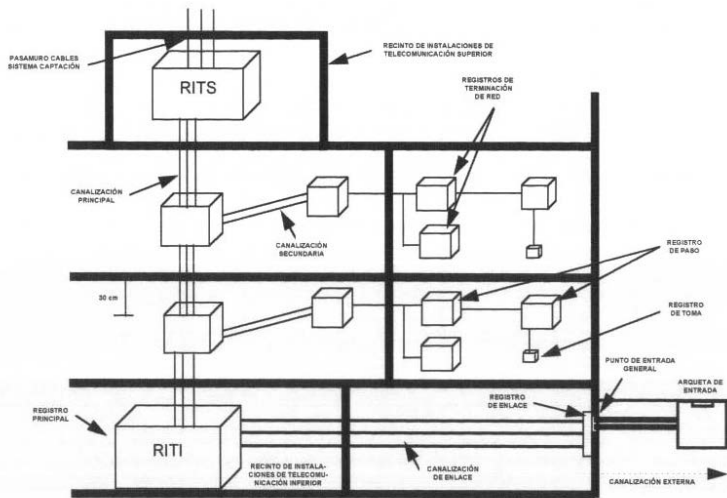 PASAMURO CABLES
SISTEMA CAPTACIÓN
RITS
RECINTO DE INSTALACIONES DE
TELECOMUNICACIÓN SUPERIOR
REGISTROS DE
TERMINACIÓN
DE RED
CANALIZACIÓN
PRINCIPAL
CANALIZACIÓN
SECUNDARIA
REGISTRO
DE PASO
30 cm
REGISTRO
DE TOMA
PUNTO DE ENTRADA
GENERAL
ARQUETA DE
ENTRADA
REGISTRO
DE ENLACE
REGISTRO
PRINCIPAL
RITI
RECINTO DE INSTALA-
CIONES DE TELECOMU-
NICACIÓN INFERIOR
CANALIZACIÓN
DE ENLACE
CANALIZACIÓN EXTERNA